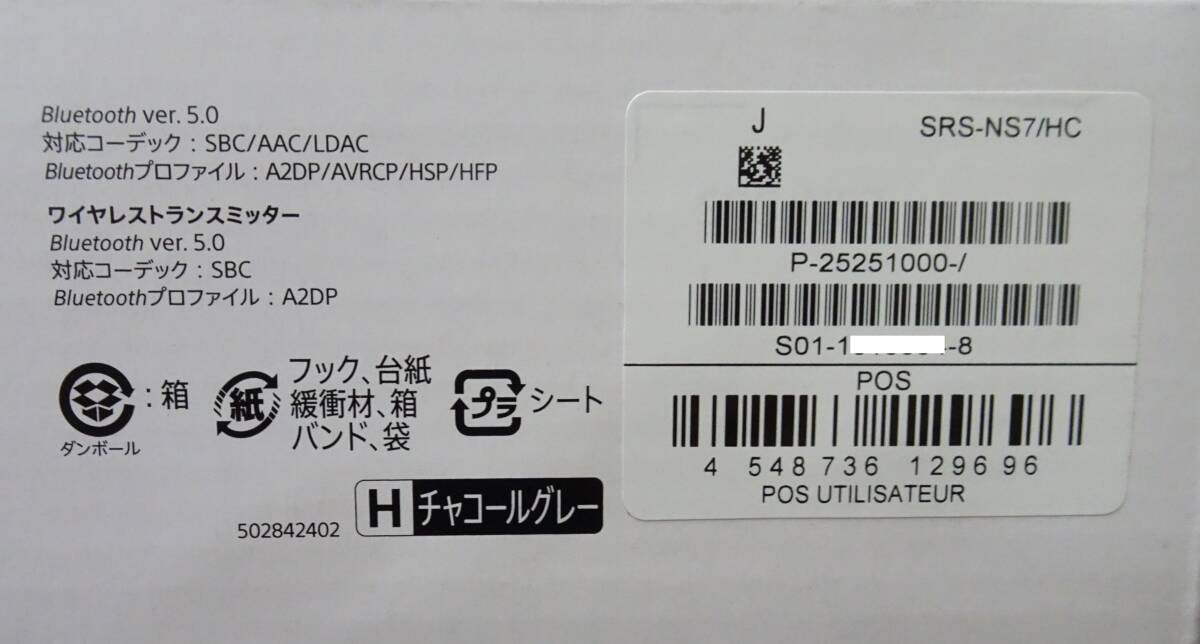 Bluetooth ver. 5.0
対応コーデック : SBC/AAC/LDAC
Bluetoothプロファイル : A2DP/AVRCP/HSP/HFP
ワイヤレストランスミッター
Bluetooth ver. 5.0
対応コーデック : SBC
Bluetoothプロファイル : A2DP
: 箱
ダンボール
紙
フック、台紙
緩衝材、箱
バンド、袋
プラ
シート
H チャコールグレー
502842402
J
SRS-NS7/HC
P-25251000-/
S01-1 -8
POS
4 548736 129696
POS UTILISATEUR